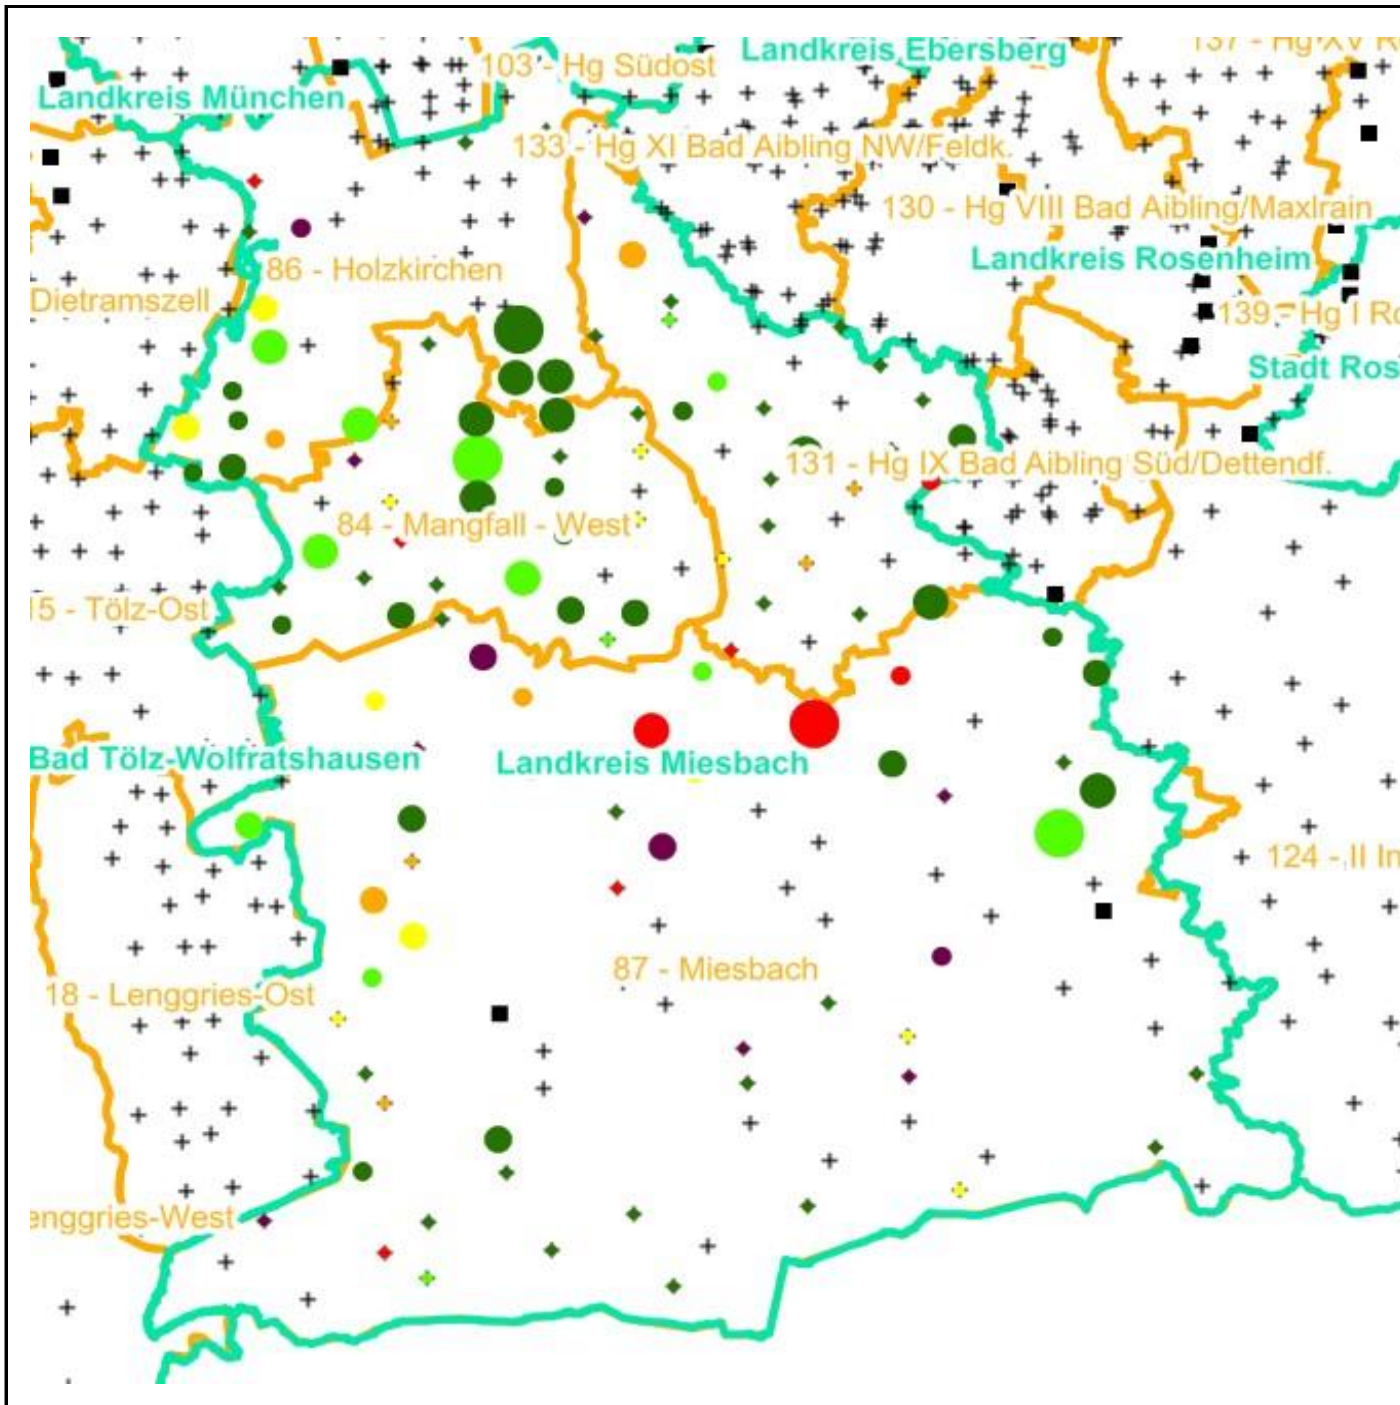 137 - Hg XV R
Landkreis Ebersberg
103 - Hg Südost
Landkreis München
133 - Hg XI Bad Aibling NW/Feldk.
130 - Hg VIII Bad Aibling/Maxlrain
Landkreis Rosenheim
86 - Holzkirchen
Dietramszell
139 - Hg I Ro
Stadt Ros
131 - Hg IX Bad Aibling Süd/Dettendf.
84 - Mangfall - West
15 - Tölz-Ost
Bad Tölz-Wolfratshausen
Landkreis Miesbach
124 - II In
87 - Miesbach
18 - Lenggries-Ost
enggries-West